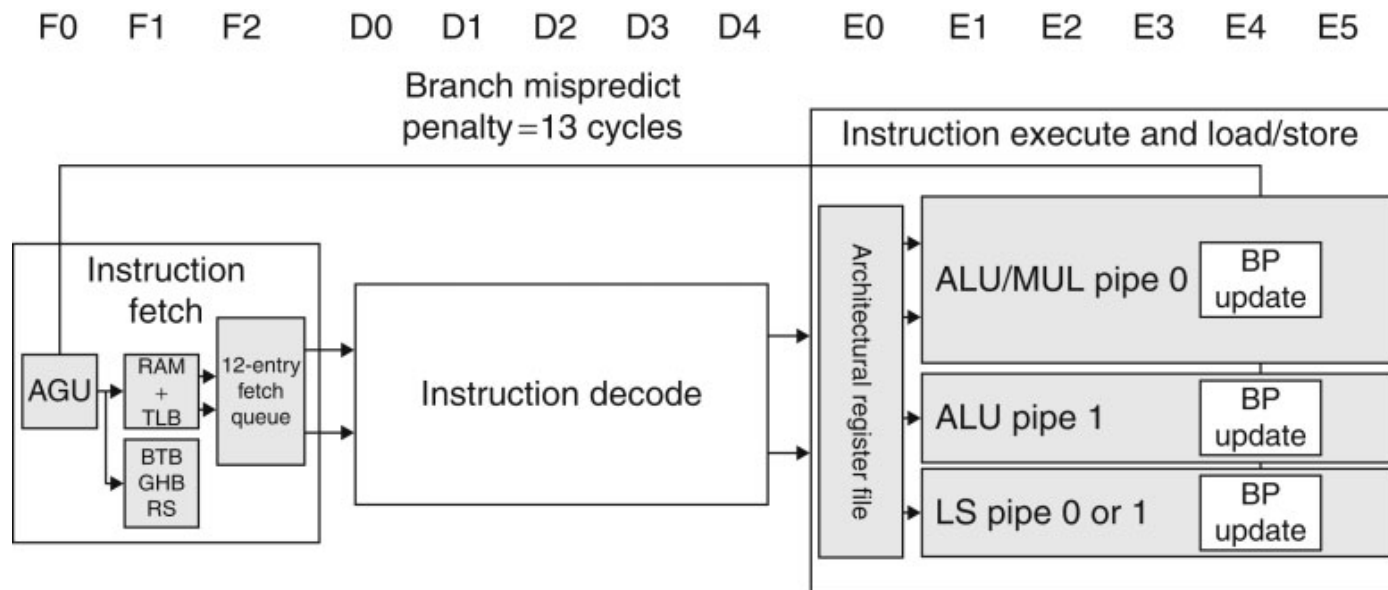 F0 F1 F2 D0 D1 D2 D3 D4 E0 E1 E2 E3 E4 E5
Branch mispredict
penalty=13 cycles
Instruction execute and load/store
Instruction
fetch
AGU
RAM
+
TLB
BTB
GHB
RS
12-entry
fetch
queue
Instruction decode
Architectural register file
ALU/MUL pipe 0
BP
update
ALU pipe 1
BP
update
LS pipe 0 or 1
BP
update